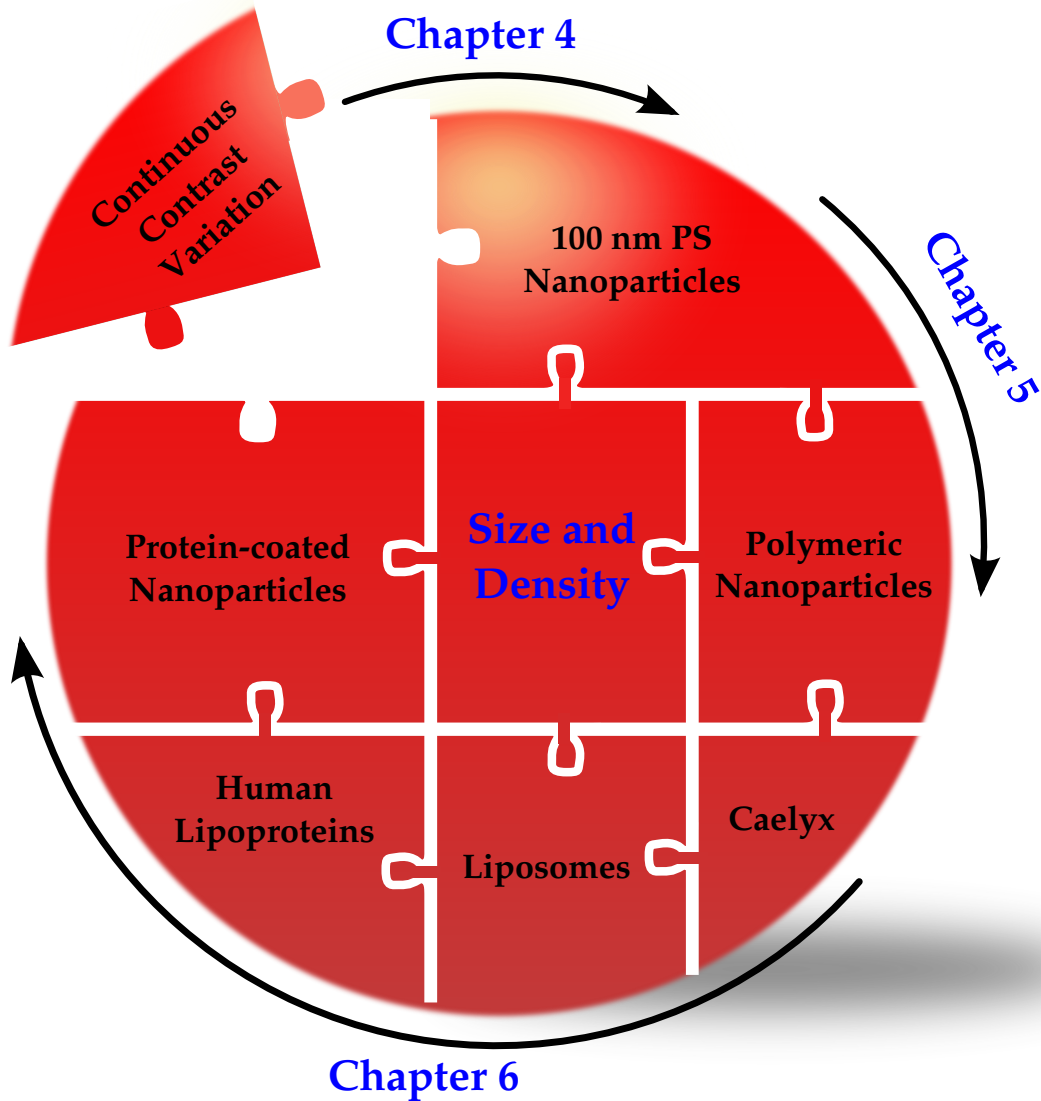 Chapter 4
Continuous
Contrast
Variation
100 nm PS
Nanoparticles
Chapter 5
Protein-coated
Nanoparticles
Size and
Density
Polymeric
Nanoparticles
Human
Lipoproteins
Liposomes
Caelyx
Chapter 6